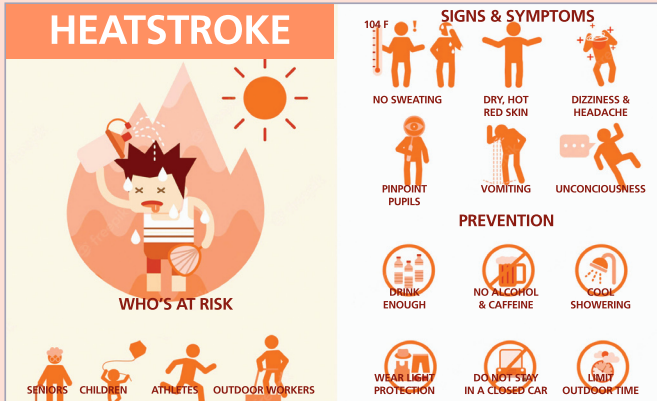 HEATSTROKE
WHO'S AT RISK
SENIORS
CHILDREN
ATHLETES
OUTDOOR WORKERS
SIGNS & SYMPTOMS
104 F
NO SWEATING
DRY, HOT
RED SKIN
DIZZINESS &
HEADACHE
PINPOINT
PUPILS
VOMITING
UNCONCIOUSNESS
PREVENTION
DRINK
ENOUGH
NO ALCOHOL
& CAFFEINE
COOL
SHOWERING
WEAR LIGHT
PROTECTION
DO NOT STAY
IN A CLOSED CAR
LIMIT
OUTDOOR TIME